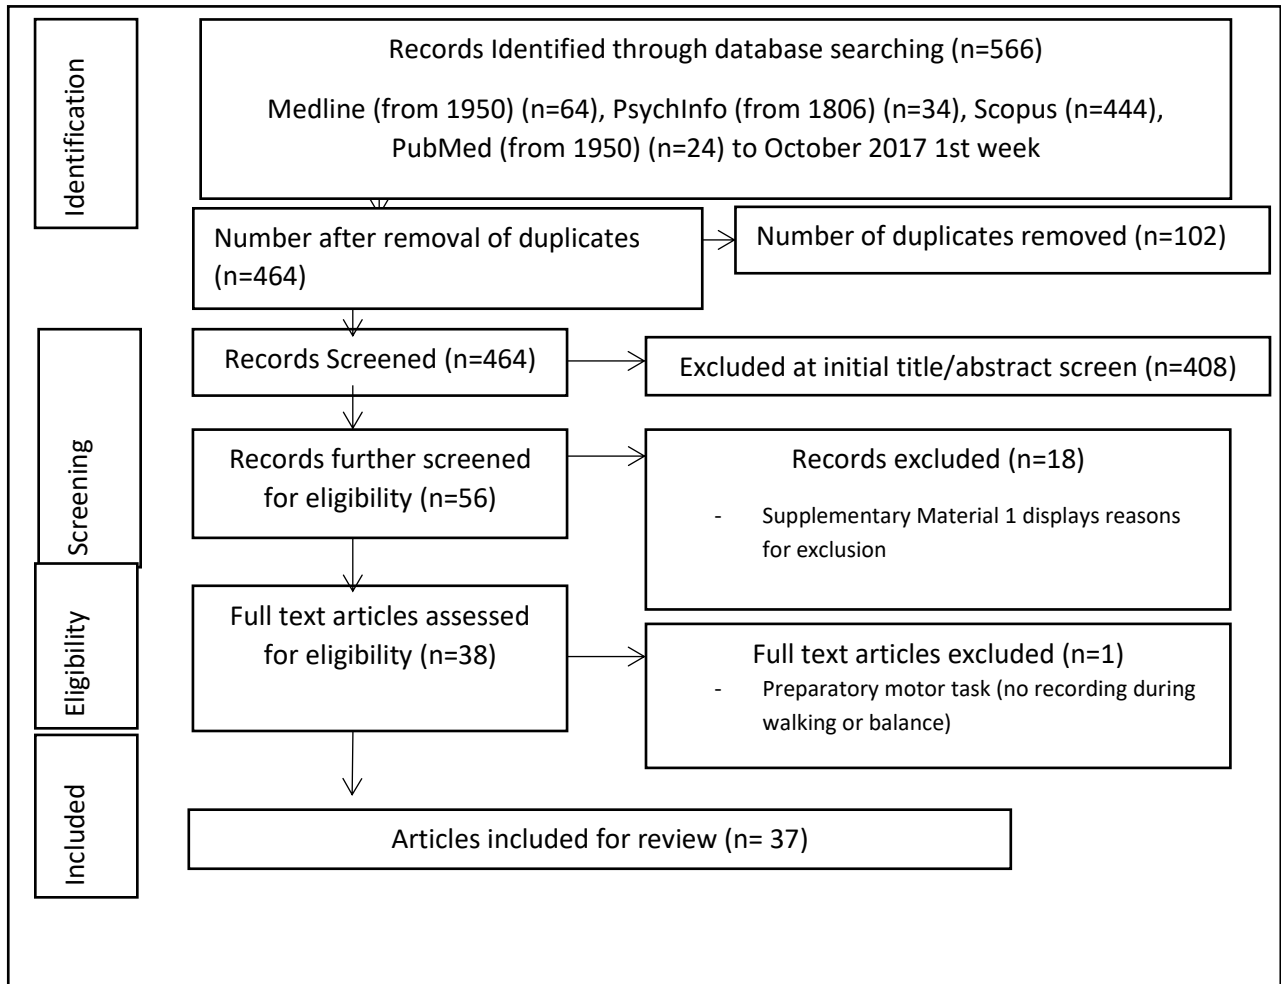 Identification
Records Identified through database searching (n=566)
Medline (from 1950) (n=64), PsychInfo (from 1806) (n=34), Scopus (n=444),
PubMed (from 1950) (n=24) to October 2017 1st week
Number after removal of duplicates
(n=464)
Number of duplicates removed (n=102)
Screening
Records Screened (n=464)
Excluded at initial title/abstract screen (n=408)
Records further screened
for eligibility (n=56)
Records excluded (n=18)
- Supplementary Material 1 displays reasons
for exclusion
Eligibility
Full text articles assessed
for eligibility (n=38)
Full text articles excluded (n=1)
- Preparatory motor task (no recording during
walking or balance)
Included
Articles included for review (n= 37)